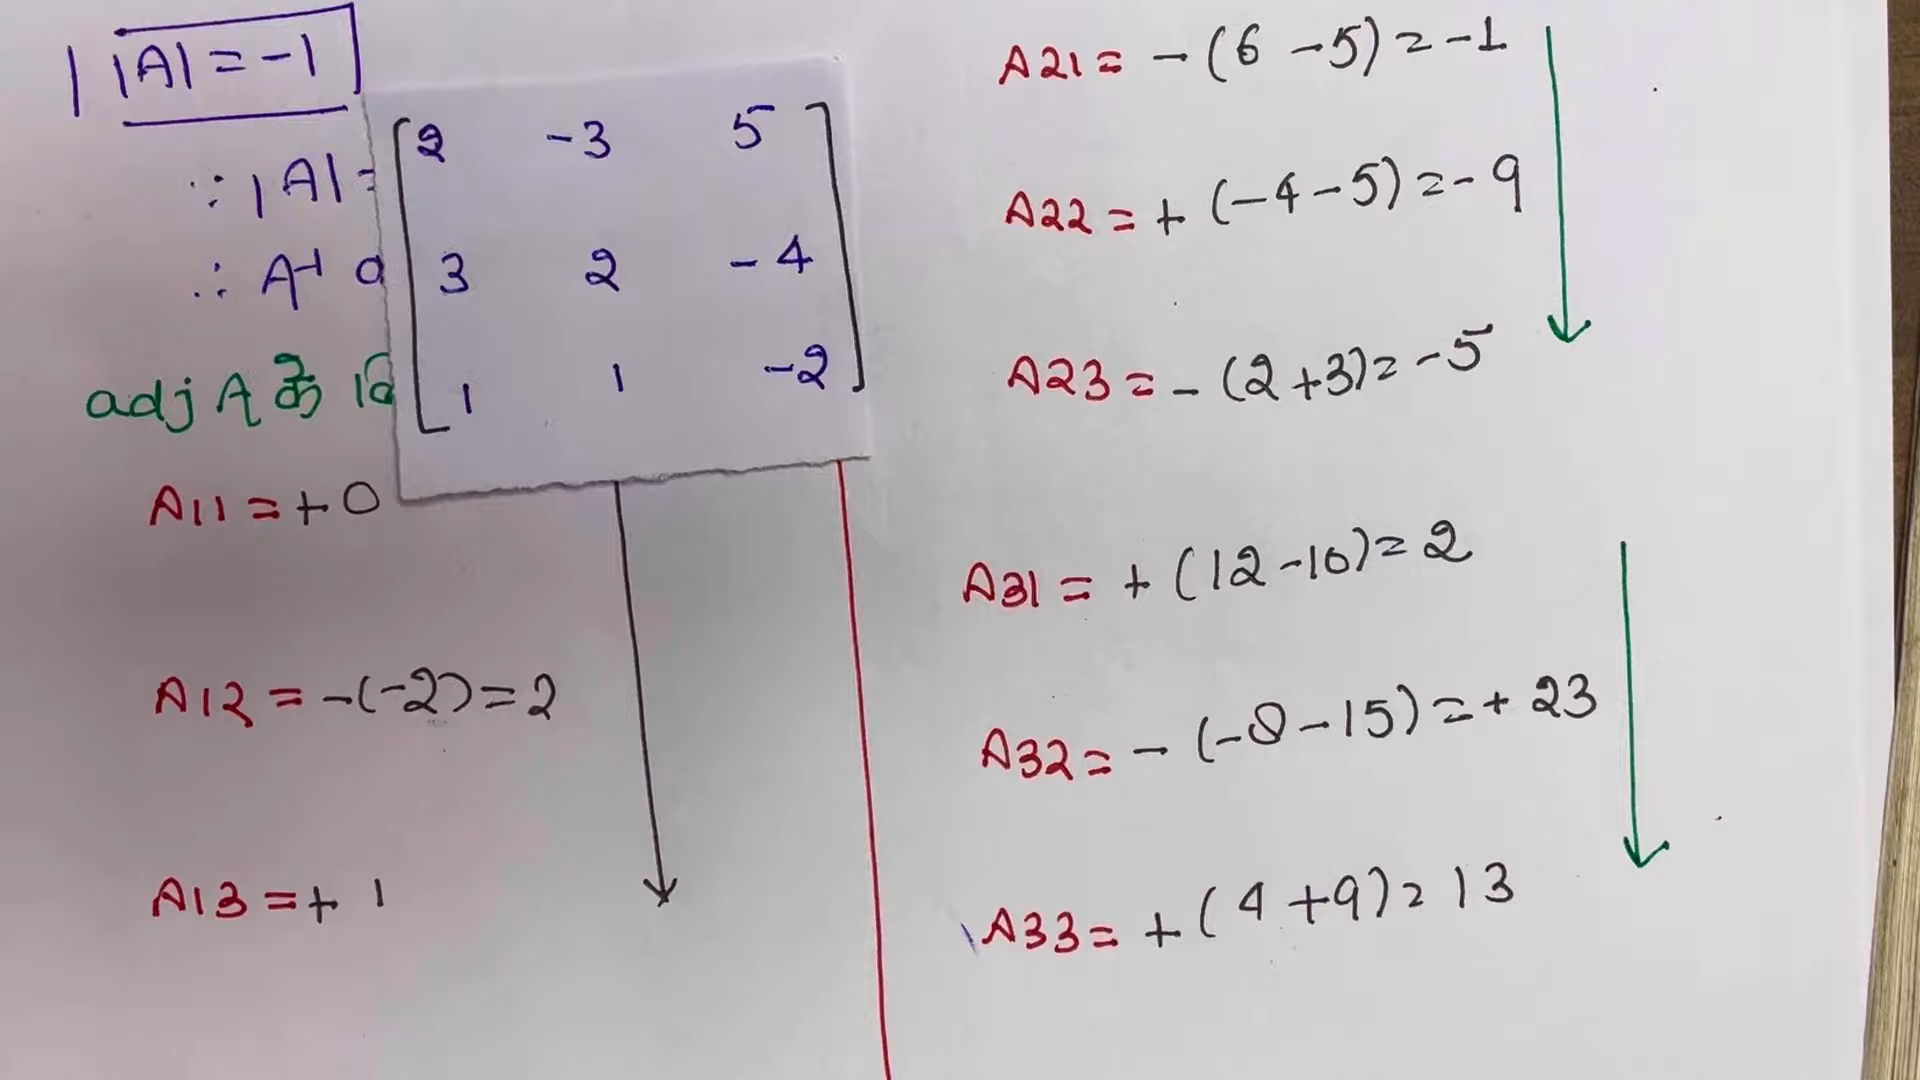 |A| = -1
∵ |A| =
∴ A⁻¹
adj A के
2 -3 5
3 2 -4
1 1 -2
A11 = + 0
A12 = -(-2) = 2
A13 = + 1
A21 = - (6 - 5) = -1
A22 = + (-4 - 5) = - 9
A23 = - (2 + 3) = - 5
A31 = + (12 - 10) = 2
A32 = - (-8 - 15) = + 23
A33 = + (4 + 9) = 13